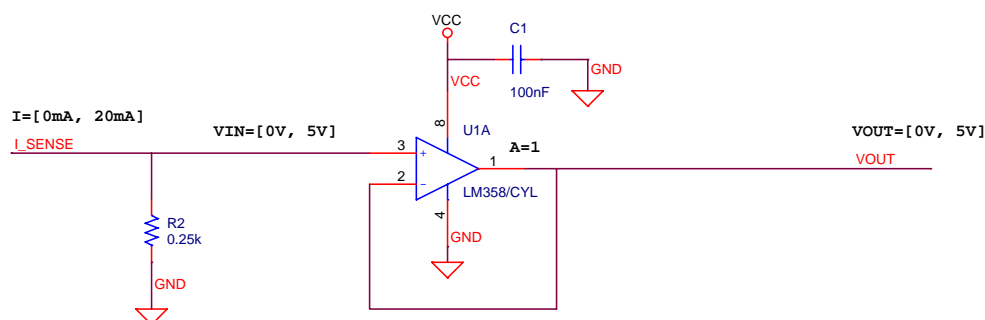 VCC
C1
GND
VCC
100nF
I=[0mA, 20mA]
I_SENSE
VIN=[0V, 5V]
8
U1A
VOUT=[0V, 5V]
3
+
A=1
1
VOUT
2
-
LM358/CYL
4
GND
R2
0.25k
GND